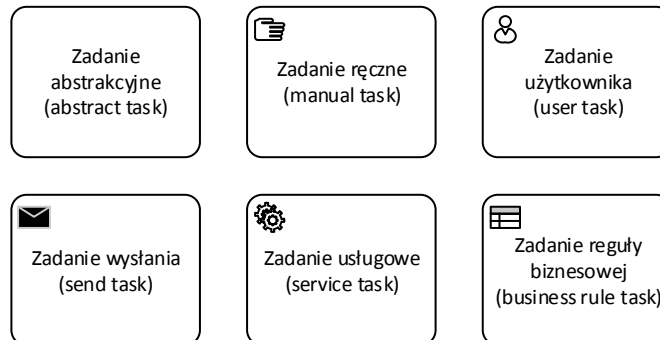 Zadanie
abstrakcyjne
(abstract task)
Zadanie ręczne
(manual task)
Zadanie
użytkownika
(user task)
Zadanie wysłania
(send task)
Zadanie usługowe
(service task)
Zadanie reguły
biznesowej
(business rule task)